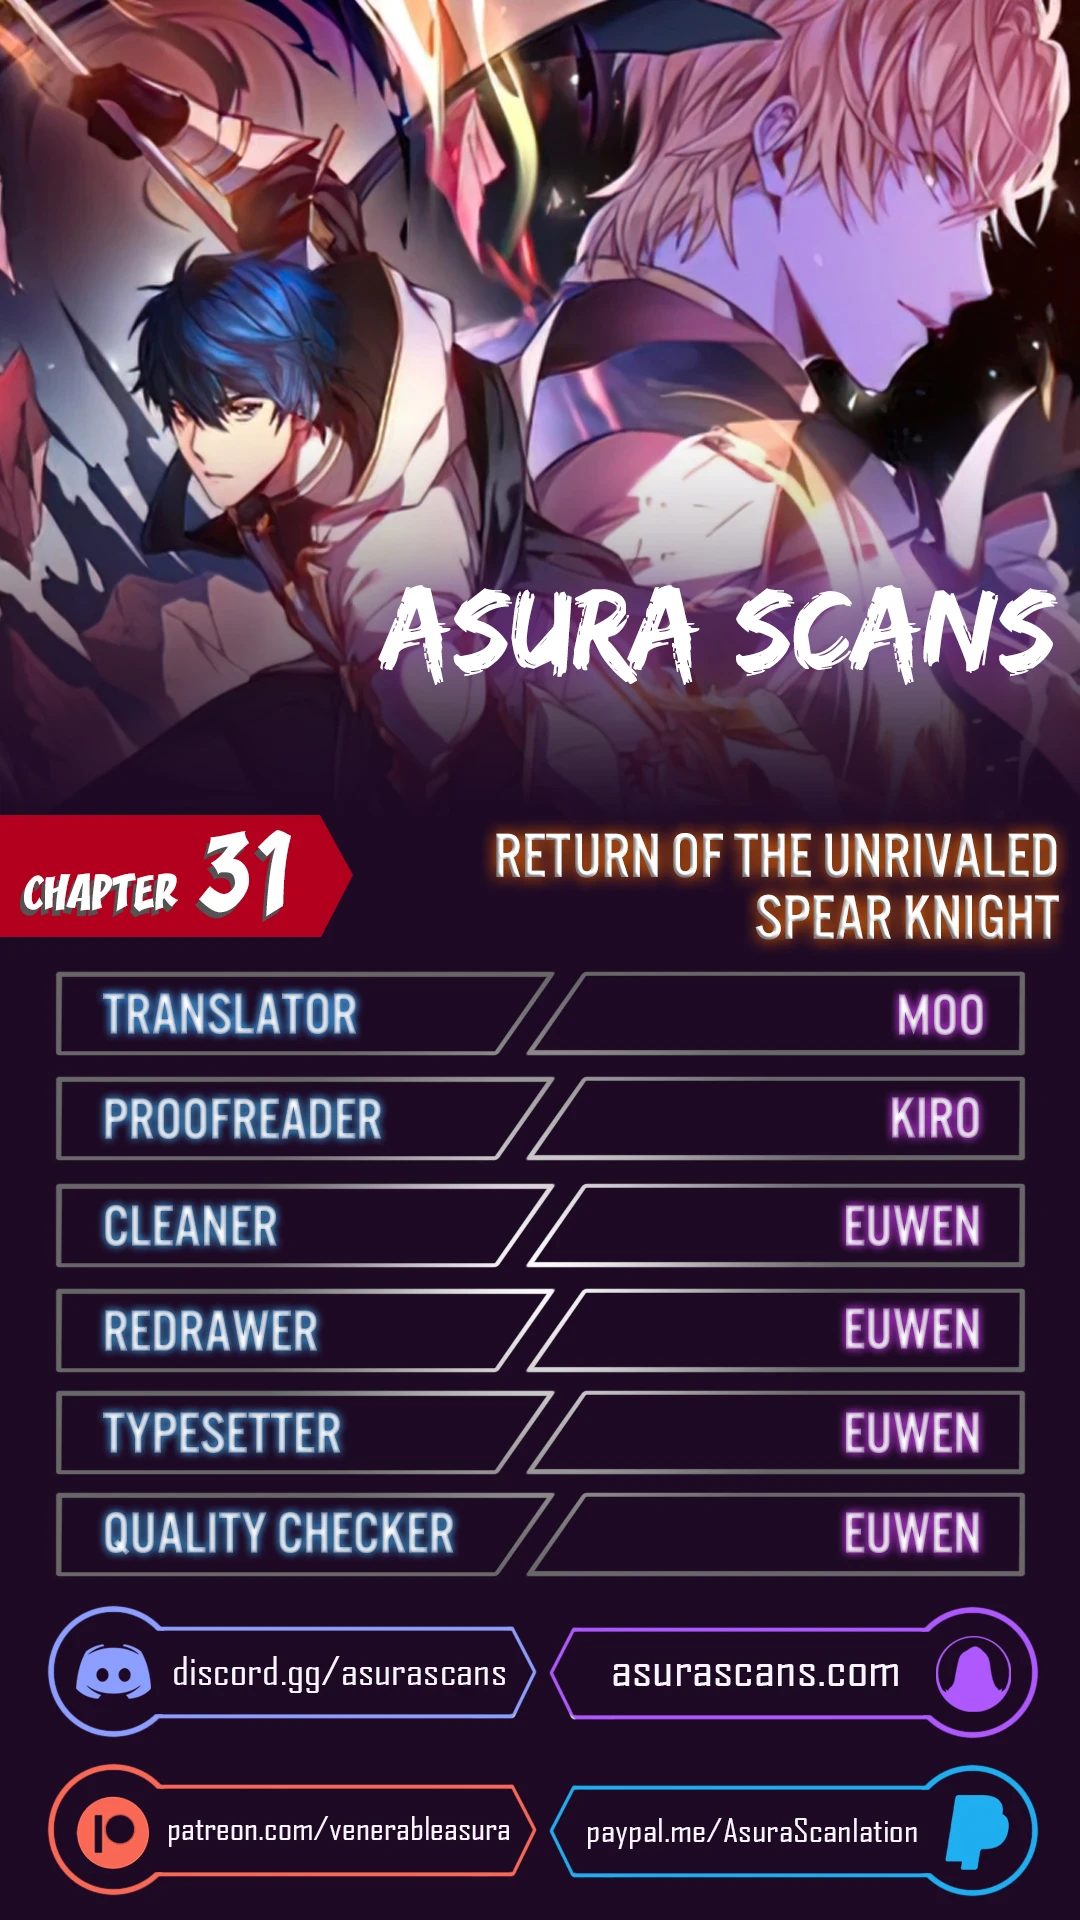 ASURA SCANS
CHAPTER 31
RETURN OF THE UNRIVALED
SPEAR KNIGHT
TRANSLATOR MOO
PROOFREADER KIRO
CLEANER EUWEN
REDRAWER EUWEN
TYPESETTER EUWEN
QUALITY CHECKER EUWEN
discord.gg/asurascans asurascans.com
patreon.com/venerableasura paypal.me/AsuraScanlation